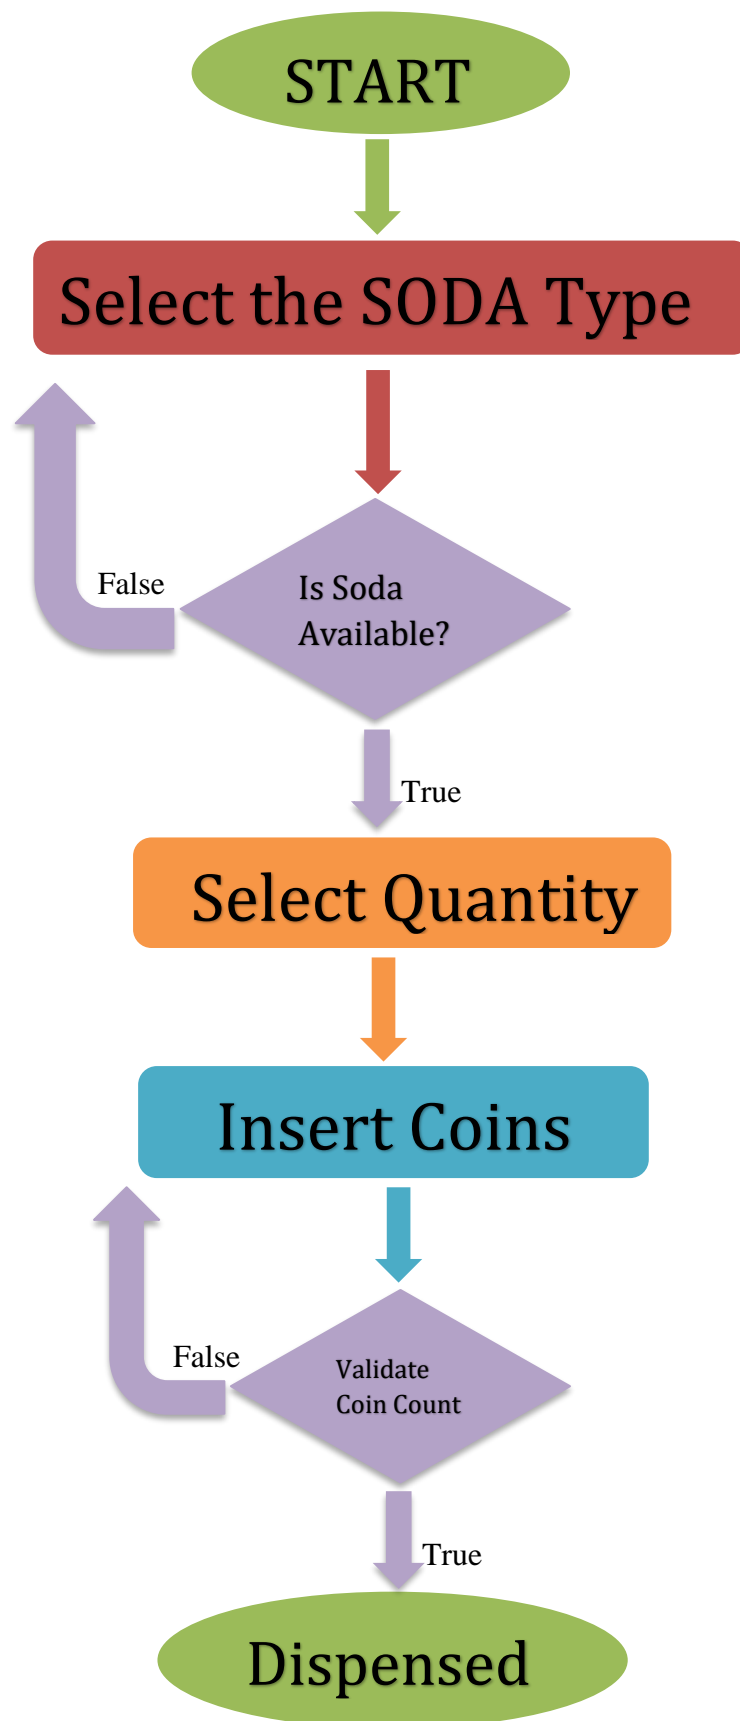 START
Select the SODA Type
False
Is Soda
Available?
True
Select Quantity
Insert Coins
False
Validate
Coin Count
True
Dispensed